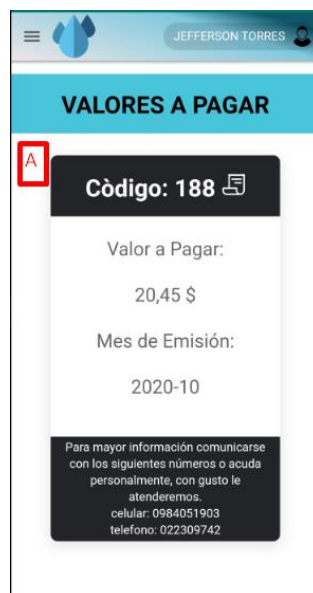 JEFFERSON TORRES
VALORES A PAGAR
A
Còdigo: 188
Valor a Pagar:
20,45 $
Mes de Emisión:
2020-10
Para mayor información comunicarse
con los siguientes números o acuda
personalmente, con gusto le
atenderemos.
celular: 0984051903
telefono: 022309742